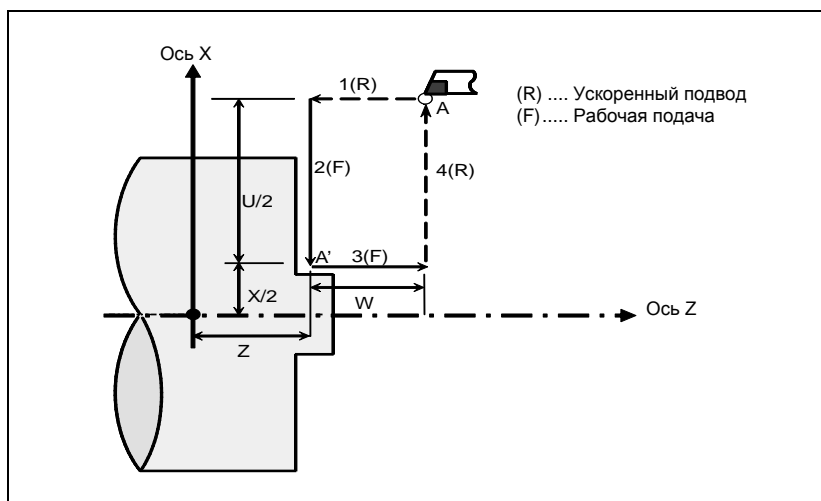 Ось X
1(R)
A
(R) .... Ускоренный подвод
(F)..... Рабочая подача
2(F)
4(R)
U/2
A'
3(F)
X/2
W
Ось Z
Z